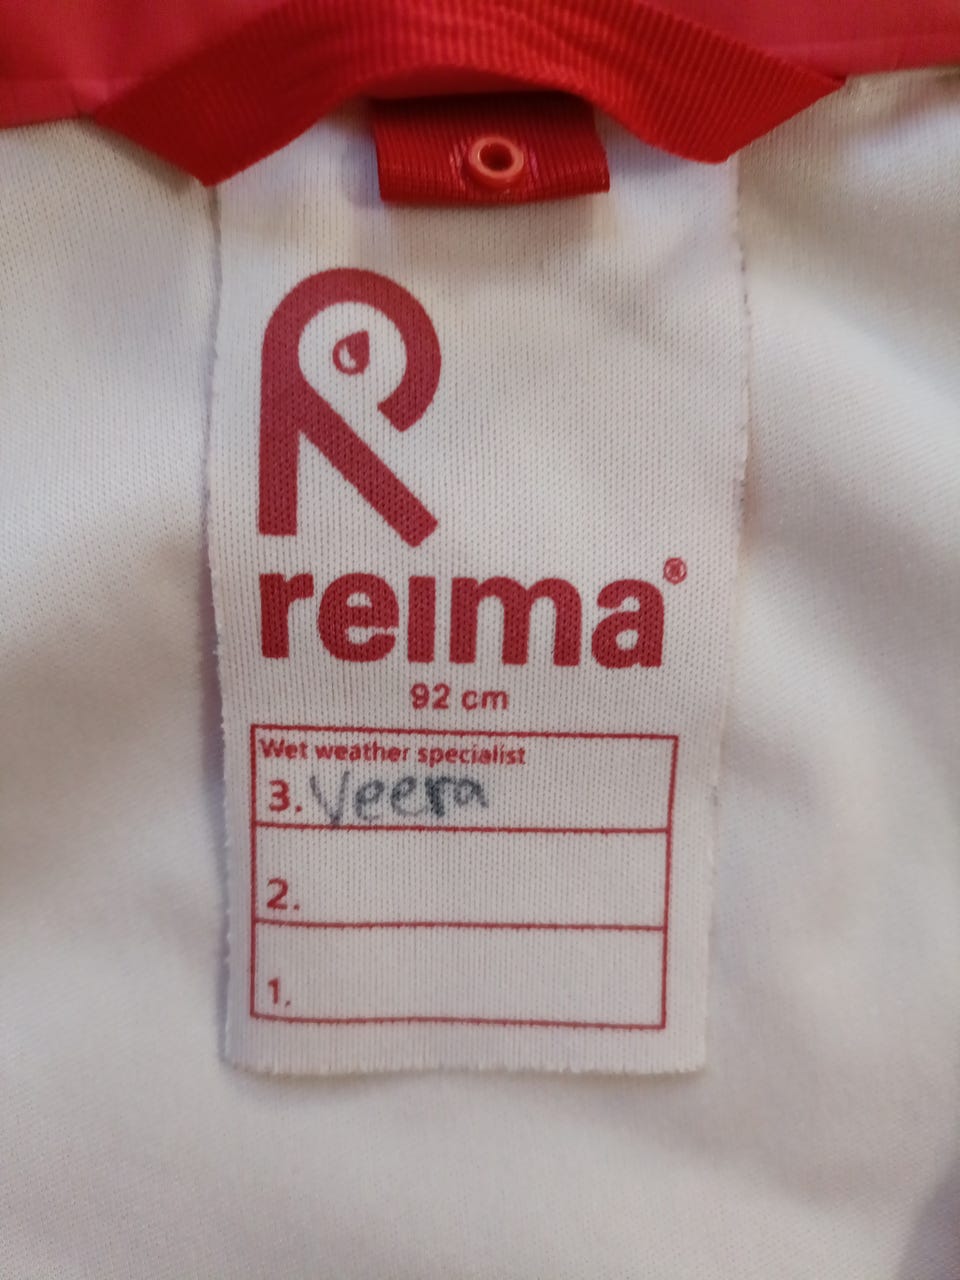 reima®
92 cm
Wet weather specialist
3. Veera
2.
1.